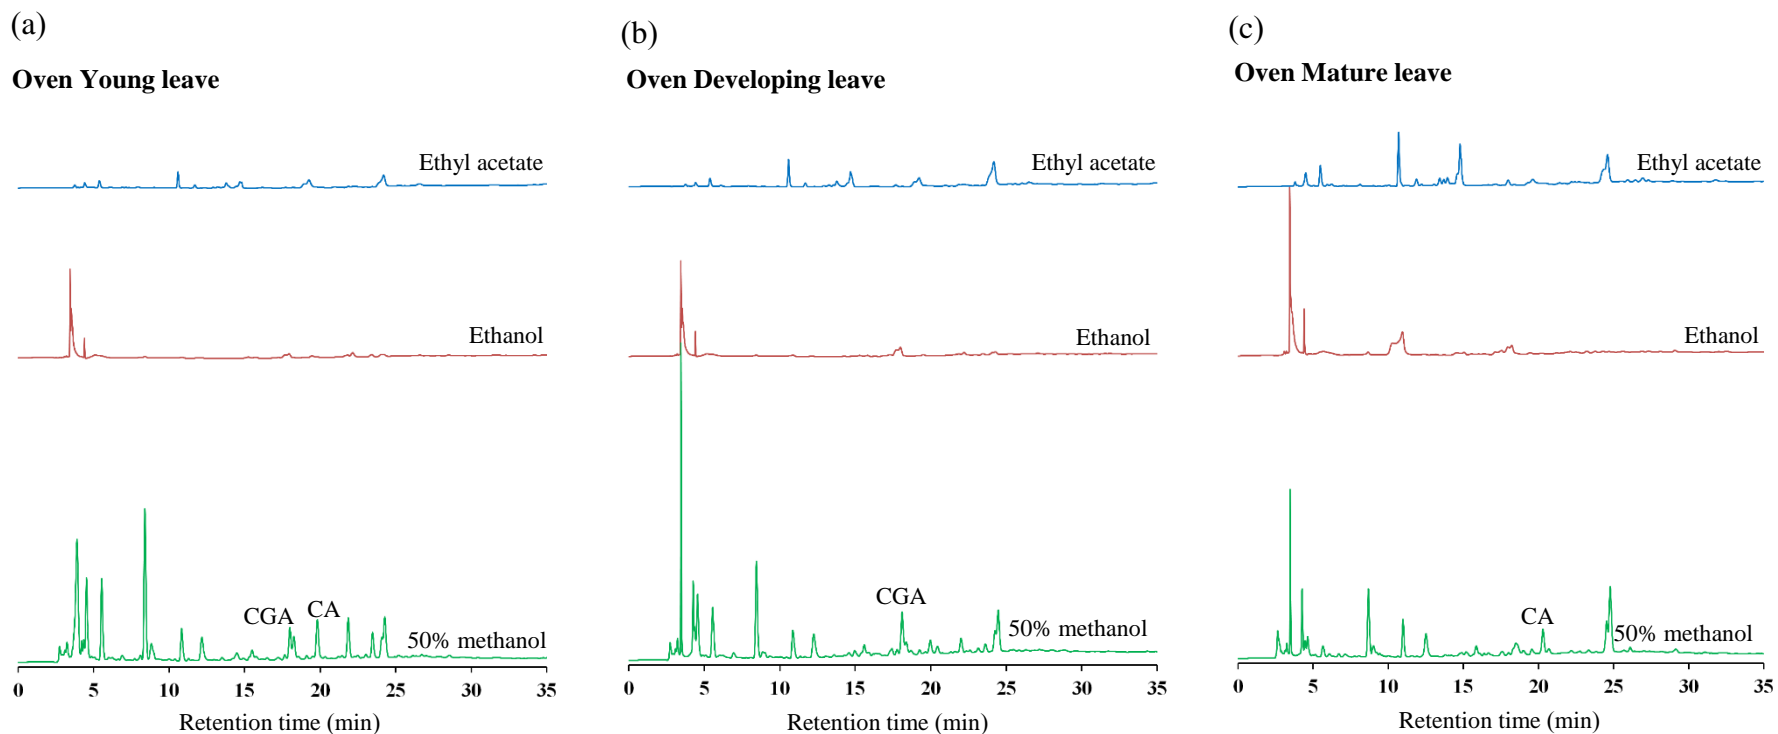 (a)
Oven Young leave
Ethyl acetate
Ethanol
CGA
CA
50% methanol
0 5 10 15 20 25 30 35
Retention time (min)
(b)
Oven Developing leave
Ethyl acetate
Ethanol
CGA
50% methanol
0 5 10 15 20 25 30 35
Retention time (min)
(c)
Oven Mature leave
Ethyl acetate
Ethanol
CA
50% methanol
0 5 10 15 20 25 30 35
Retention time (min)